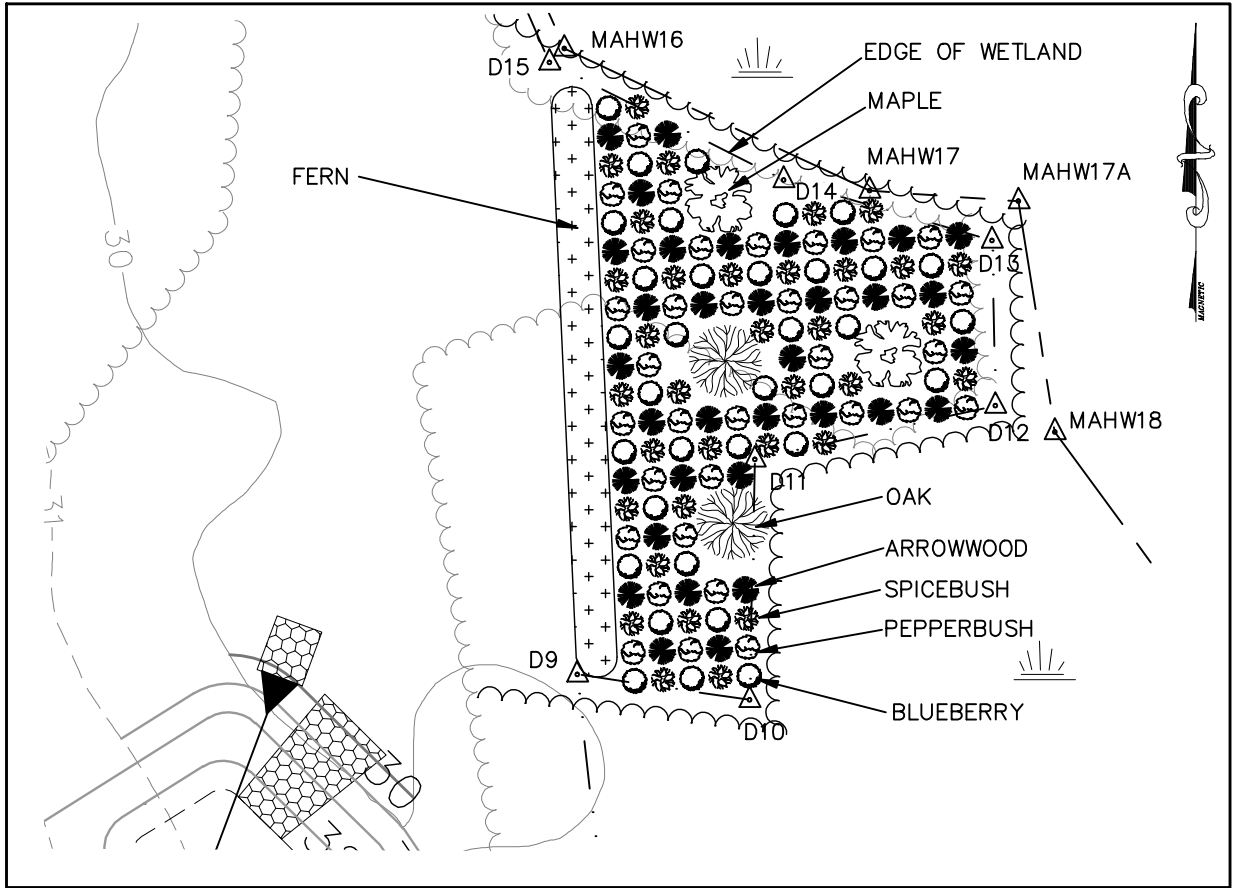 MAHW16
D15
EDGE OF WETLAND
MAPLE
FERN
MAHW17
MAHW17A
D14
D13
30
MAGNETIC
31
D12
MAHW18
D11
OAK
ARROWWOOD
SPICEBUSH
PEPPERBUSH
D9
BLUEBERRY
D10
30